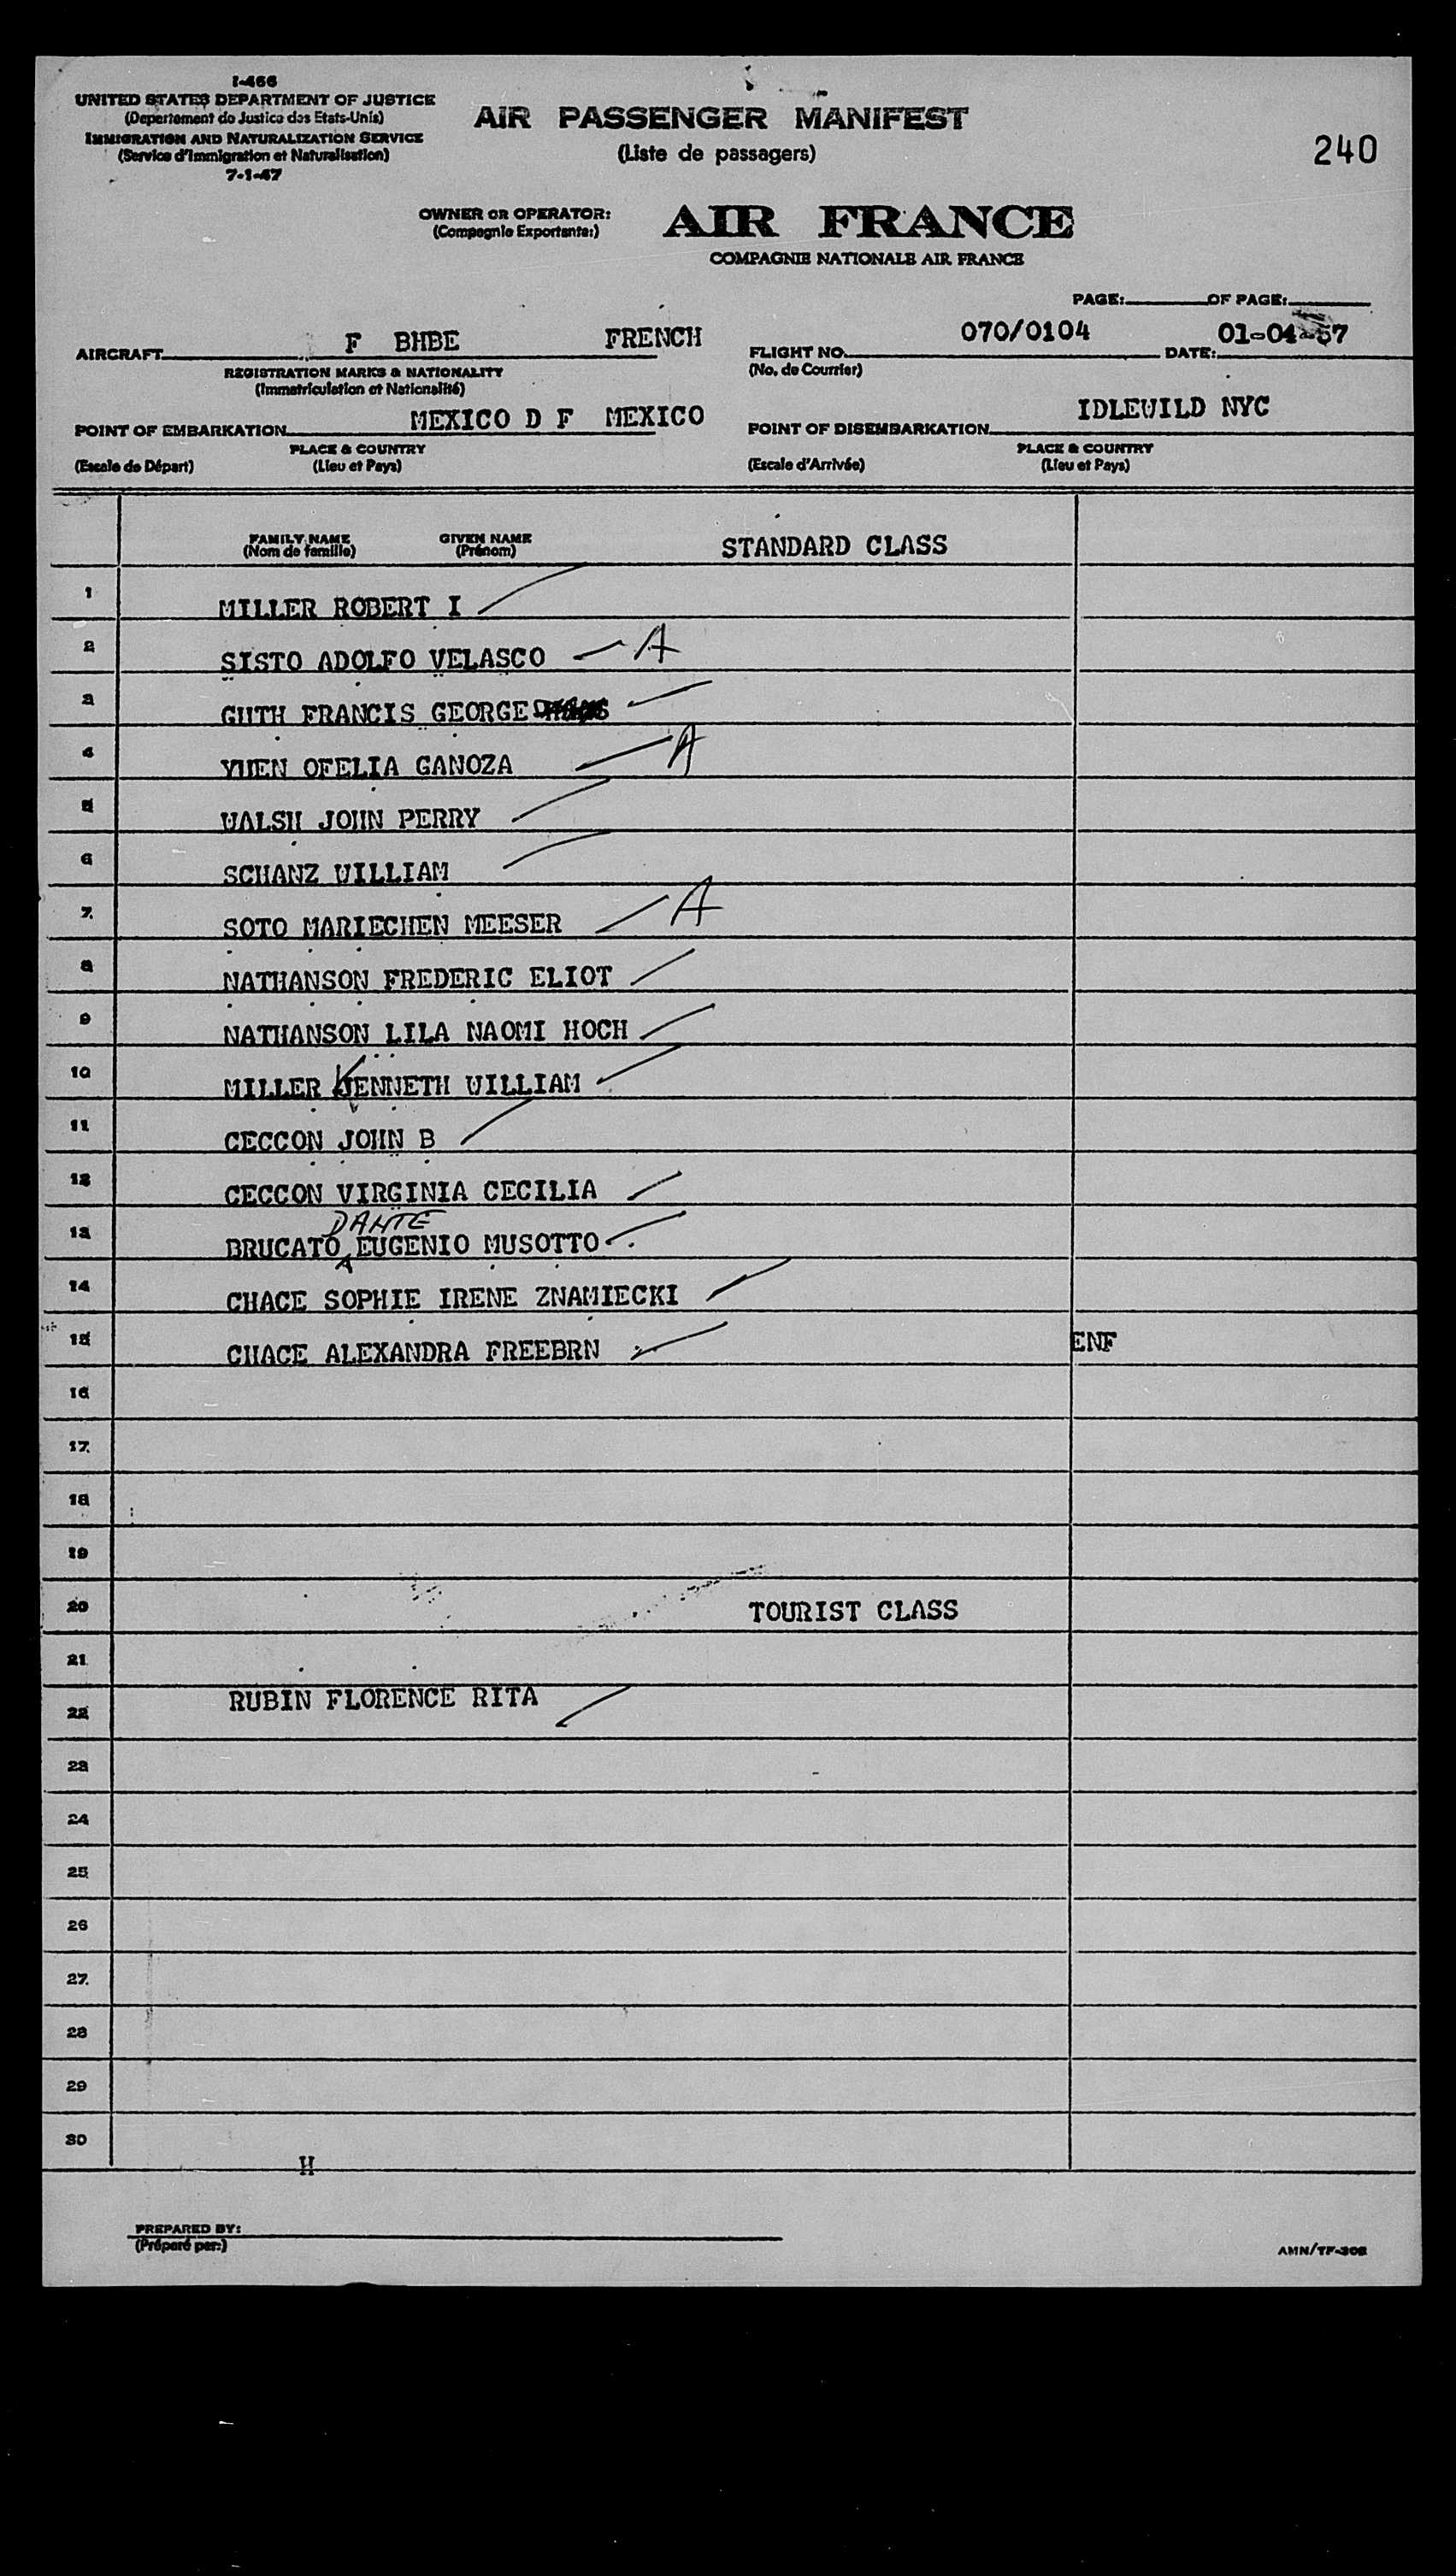 I-466
UNITED STATES DEPARTMENT OF JUSTICE
(Departement de Justice des Etats-Unis)
IMMIGRATION AND NATURALIZATION SERVICE
(Service d'Immigration et Naturalisation)
7-1-47
AIR PASSENGER MANIFEST
(Liste de passagers)
240
OWNER OR OPERATOR:
(Compagnie Exportante:)
AIR FRANCE
COMPAGNIE NATIONALE AIR FRANCE
PAGE: OF PAGE:
AIRCRAFT F BHBE FRENCH
REGISTRATION MARKS & NATIONALITY
(Immatriculation et Nationalité)
FLIGHT NO. 070/0104 DATE: 01-04-57
(No. de Courrier)
POINT OF EMBARKATION MEXICO D F MEXICO
PLACE & COUNTRY
(Escale de Départ) (Lieu et Pays)
POINT OF DISEMBARKATION IDLEWILD NYC
PLACE & COUNTRY
(Escale d'Arrivée) (Lieu et Pays)
FAMILY NAME GIVEN NAME STANDARD CLASS
(Nom de famille) (Prénom)
1 MILLER ROBERT I
2 SISTO ADOLFO VELASCO A
3 GUTH FRANCIS GEORGE
4 YUEN OFELIA GANOZA A
5 WALSH JOHN PERRY
6 SCHANZ WILLIAM
7 SOTO MARIECHEN MEESER A
8 NATHANSON FREDERIC ELIOT
9 NATHANSON LILA NAOMI HOCH
10 MILLER KENNETH WILLIAM
11 CECCON JOHN B
12 CECCON VIRGINIA CECILIA
DANTE
13 BRUCATO EUGENIO MUSOTTO
14 CHACE SOPHIE IRENE ZNAMIECKI
15 CHACE ALEXANDRA FREEBRN ENF
16
17
18
19
20 TOURIST CLASS
21
22 RUBIN FLORENCE RITA
23
24
25
26
27
28
29
30
H
PREPARED BY:
(Préparé par:)
AMN/TF-302